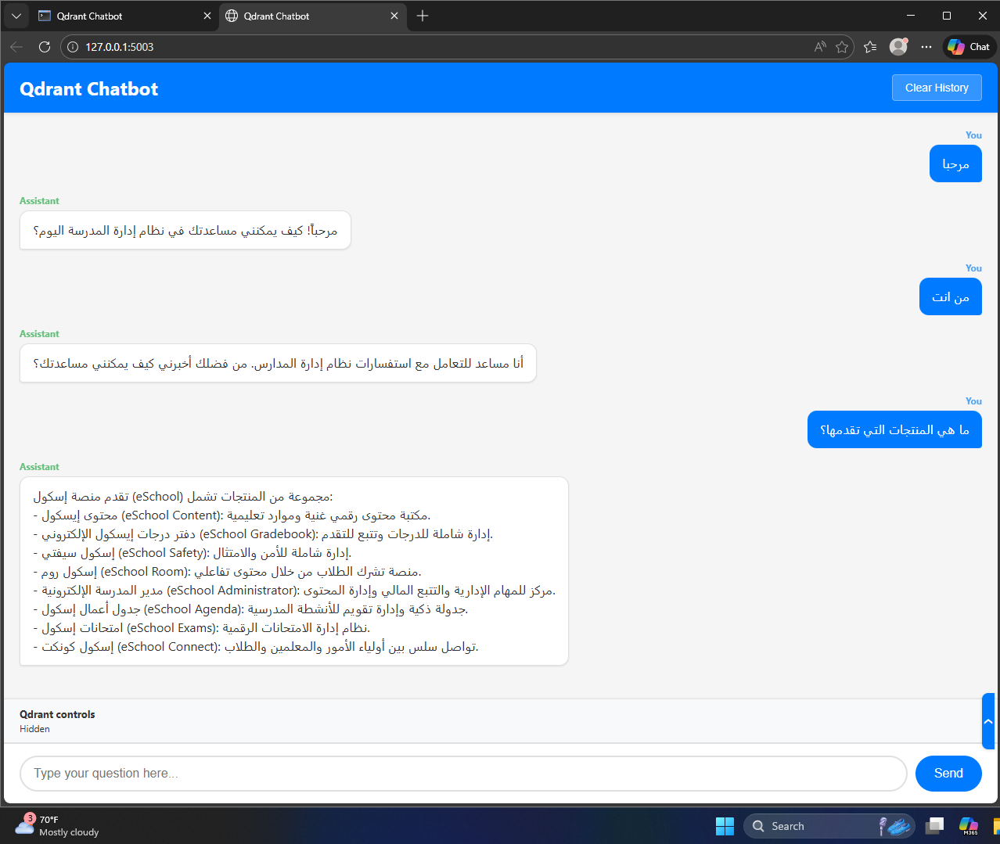 Qdrant Chatbot
Qdrant Chatbot
127.0.0.1:5003
Chat
Qdrant Chatbot
Clear History
You
مرحبا
Assistant
مرحباً! كيف يمكنني مساعدتك في نظام إدارة المدرسة اليوم؟
You
من انت
Assistant
أنا مساعد للتعامل مع استفسارات نظام إدارة المدارس. من فضلك أخبرني كيف يمكنني مساعدتك؟
You
ما هي المنتجات التي تقدمها؟
Assistant
تقدم منصة إسكول (eSchool) مجموعة من المنتجات تشمل:
- محتوى إيسكول (eSchool Content): مكتبة محتوى رقمي غنية وموارد تعليمية.
- دفتر درجات إيسكول الإلكتروني (eSchool Gradebook): إدارة شاملة للدرجات وتتبع للتقدم.
- إسكول سيفتي (eSchool Safety): إدارة شاملة للأمن والامتثال.
- إسكول روم (eSchool Room): منصة تشرك الطلاب من خلال محتوى تفاعلي.
- مدير المدرسة الإلكترونية (eSchool Administrator): مركز للمهام الإدارية والتتبع المالي وإدارة المحتوى.
- جدول أعمال إسكول (eSchool Agenda): جدولة ذكية وإدارة تقويم للأنشطة المدرسية.
- امتحانات إسكول (eSchool Exams): نظام إدارة الامتحانات الرقمية.
- إسكول كونكت (eSchool Connect): تواصل سلس بين أولياء الأمور والمعلمين والطلاب.
Qdrant controls
Hidden
Type your question here...
Send
3
70°F
Mostly cloudy
Search
M365